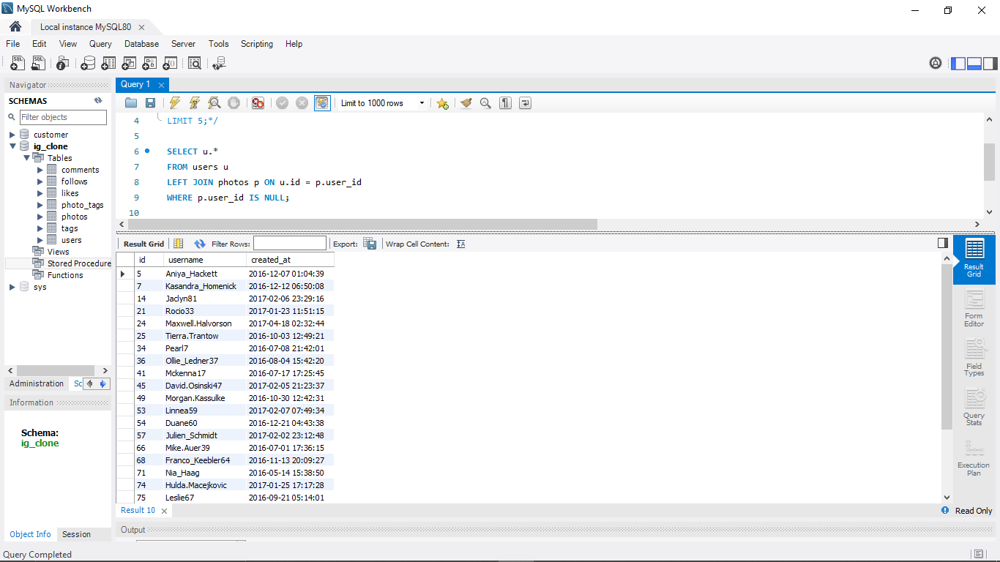 MySQL Workbench
Local instance MySQL80
File Edit View Query Database Server Tools Scripting Help
Navigator
SCHEMAS
Filter objects
customer
ig_clone
Tables
comments
follows
likes
photo_tags
photos
tags
users
Views
Stored Procedure
Functions
sys
Administration Sc
Information
Schema:
ig_clone
Object Info Session
Query 1
Limit to 1000 rows
4 LIMIT 5;*/
5
6 SELECT u.*
7 FROM users u
8 LEFT JOIN photos p ON u.id = p.user_id
9 WHERE p.user_id IS NULL;
10
Result Grid Filter Rows: Export: Wrap Cell Content:
id username created_at
5 Aniya_Hackett 2016-12-07 01:04:39
7 Kasandra_Homenick 2016-12-12 06:50:08
14 Jaclyn81 2017-02-06 23:29:16
21 Rocio33 2017-01-23 11:51:15
24 Maxwell.Halvorson 2017-04-18 02:32:44
25 Tierra.Trantow 2016-10-03 12:49:21
34 Pearl7 2016-07-08 21:42:01
36 Ollie_Ledner37 2016-08-04 15:42:20
41 Mckenna17 2016-07-17 17:25:45
45 David.Osinski47 2017-02-05 21:23:37
49 Morgan.Kassulke 2016-10-30 12:42:31
53 Linnea59 2017-02-07 07:49:34
54 Duane60 2016-12-21 04:43:38
57 Julien_Schmidt 2017-02-02 23:12:48
66 Mike.Auer39 2016-07-01 17:36:15
68 Franco_Keebler64 2016-11-13 20:09:27
71 Nia_Haag 2016-05-14 15:38:50
74 Hulda.Macejkovic 2017-01-25 17:17:28
75 Leslie67 2016-09-21 05:14:01
Result
Grid
Form
Editor
Field
Types
Query
Stats
Execution
Plan
Result 10
Read Only
Output
Query Completed